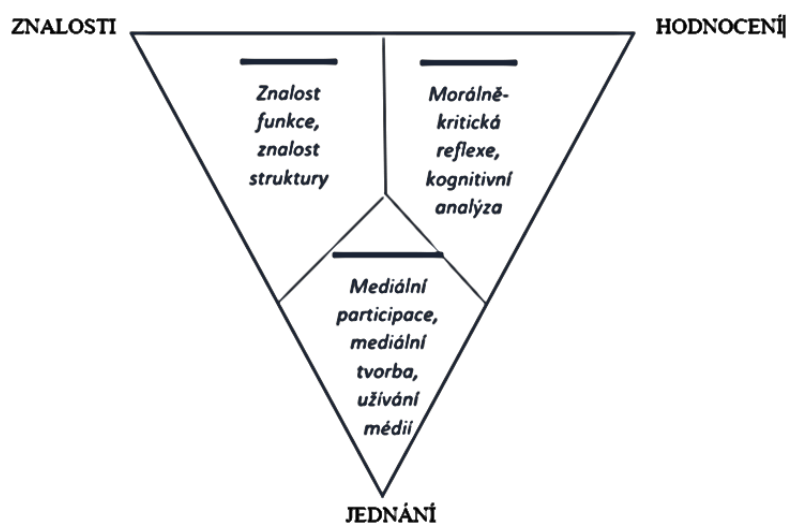 ZNALOSTI
HODNOCENÍ
Znalost
funkce,
znalost
struktury
Morálně-
kritická
reflexe,
kognitivní
analýza
Mediální
participace,
mediální
tvorba,
užívání
médií
JEDNÁNÍ